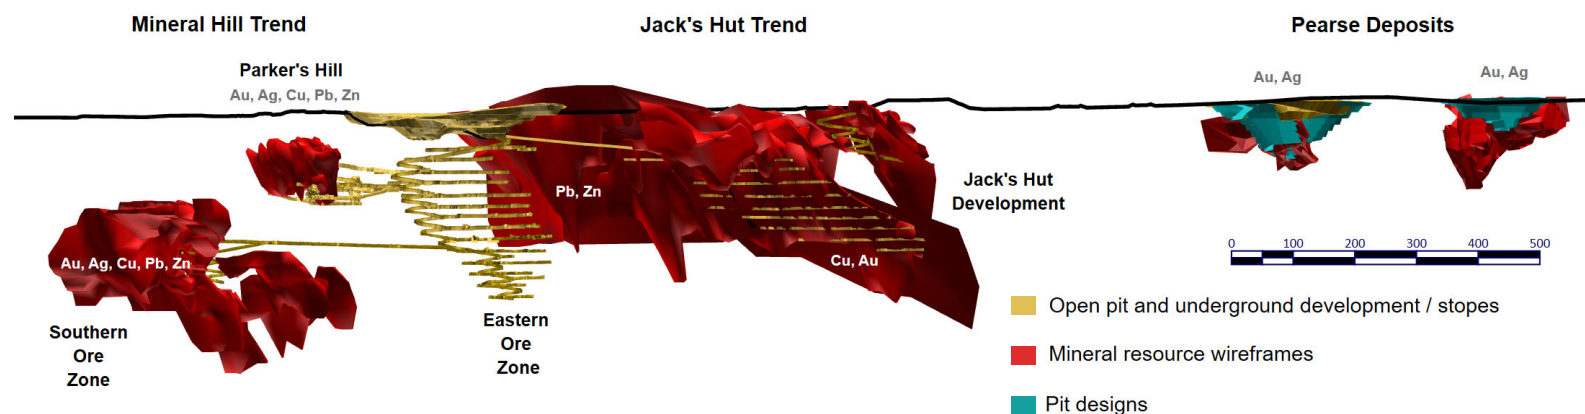 Mineral Hill Trend
Jack's Hut Trend
Pearse Deposits
Parker's Hill
Au, Ag, Cu, Pb, Zn
Au, Ag
Au, Ag
Pb, Zn
Jack's Hut
Development
Au, Ag, Cu, Pb, Zn
Cu, Au
0 100 200 300 400 500
Southern
Ore
Zone
Eastern
Ore
Zone
Open pit and underground development / stopes
Mineral resource wireframes
Pit designs